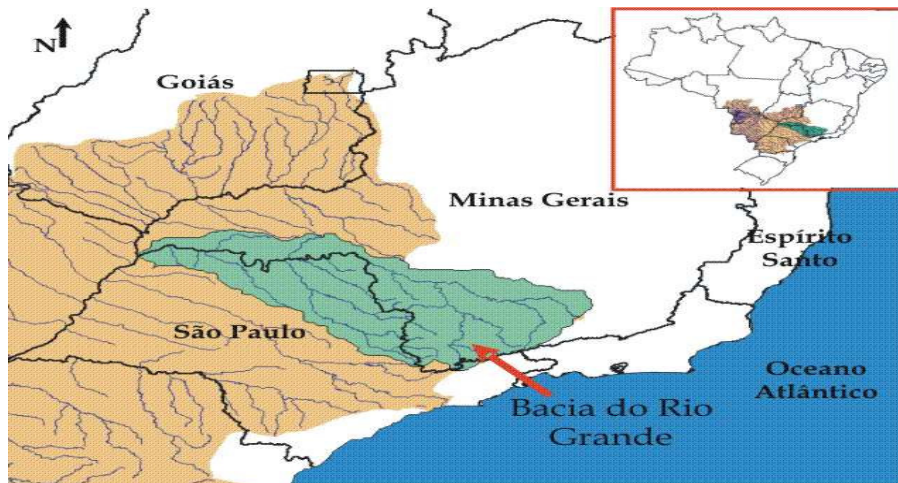 N
Goiás
Minas Gerais
Espírito
Santo
São Paulo
Oceano
Atlântico
Bacia do Rio
Grande